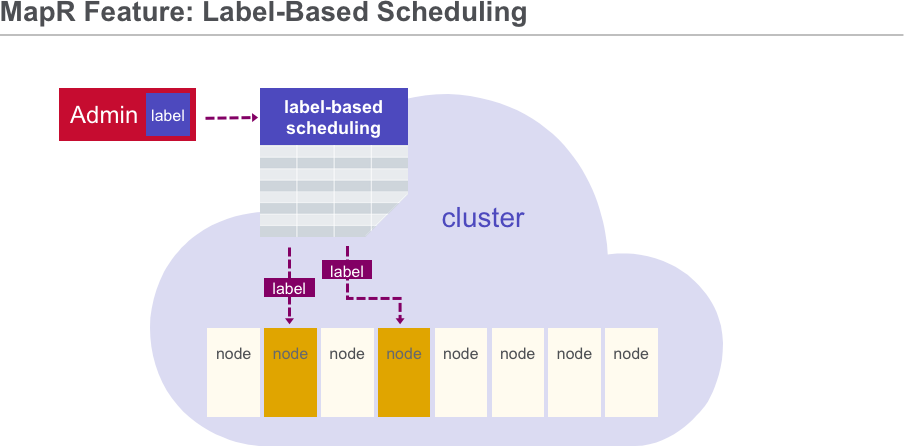 MapR Feature: Label-Based Scheduling
Admin label
label-based
scheduling
cluster
label
label
node node node node node node node node